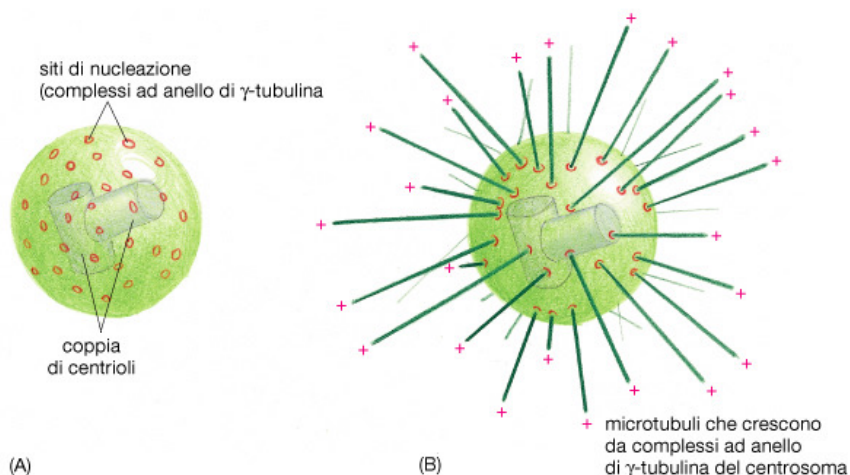 siti di nucleazione
(complessi ad anello di γ-tubulina
coppia
di centrioli
(A)
+ microtubuli che crescono
da complessi ad anello
di γ-tubulina del centrosoma
(B)